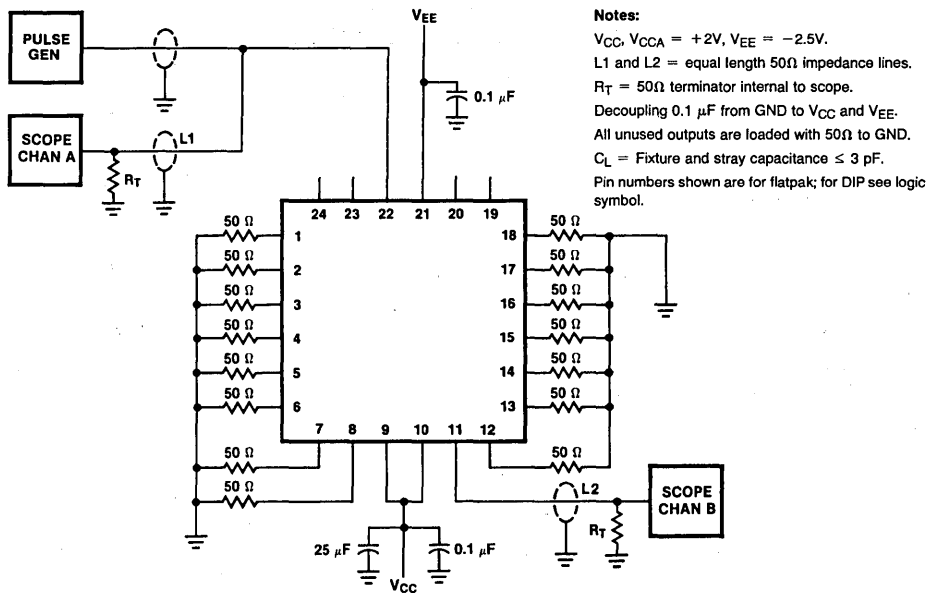 PULSE
GEN
SCOPE
CHAN A
L1
RT
VEE
0.1 μF
Notes:
VCC, VCCA = +2V, VEE = −2.5V.
L1 and L2 = equal length 50Ω impedance lines.
RT = 50Ω terminator internal to scope.
Decoupling 0.1 μF from GND to VCC and VEE.
All unused outputs are loaded with 50Ω to GND.
CL = Fixture and stray capacitance ≤ 3 pF.
Pin numbers shown are for flatpak; for DIP see logic
symbol.
24 23 22 21 20 19
50 Ω 1 18 50 Ω
50 Ω 2 17 50 Ω
50 Ω 3 16 50 Ω
50 Ω 4 15 50 Ω
50 Ω 5 14 50 Ω
50 Ω 6 13 50 Ω
7 8 9 10 11 12
50 Ω 50 Ω
50 Ω
L2
SCOPE
CHAN B
RT
25 μF 0.1 μF
VCC